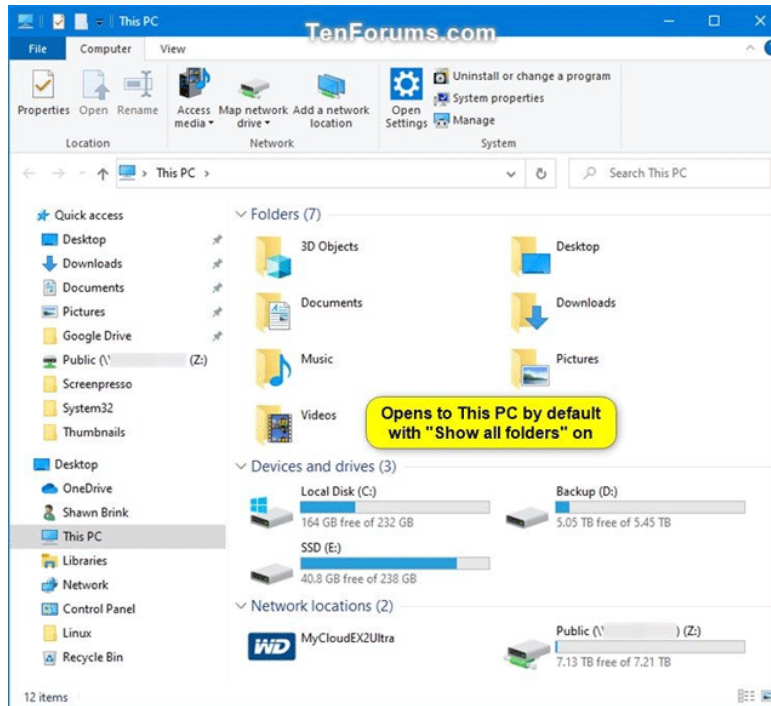 This PC
TenForums.com
File
Computer
View
Properties
Open
Rename
Access media
Map network drive
Add a network location
Open Settings
Uninstall or change a program
System properties
Manage
Location
Network
System
This PC
Search This PC
Quick access
Desktop
Downloads
Documents
Pictures
Google Drive
Public (\\ (Z:)
Screenpresso
System32
Thumbnails
Desktop
OneDrive
Shawn Brink
This PC
Libraries
Network
Control Panel
Linux
Recycle Bin
Folders (7)
3D Objects
Desktop
Documents
Downloads
Music
Pictures
Videos
Opens to This PC by default
with "Show all folders" on
Devices and drives (3)
Local Disk (C:)
164 GB free of 232 GB
Backup (D:)
5.05 TB free of 5.45 TB
SSD (E:)
40.8 GB free of 238 GB
Network locations (2)
WD
MyCloudEX2Ultra
Public (\\ ) (Z:)
7.13 TB free of 7.21 TB
12 items